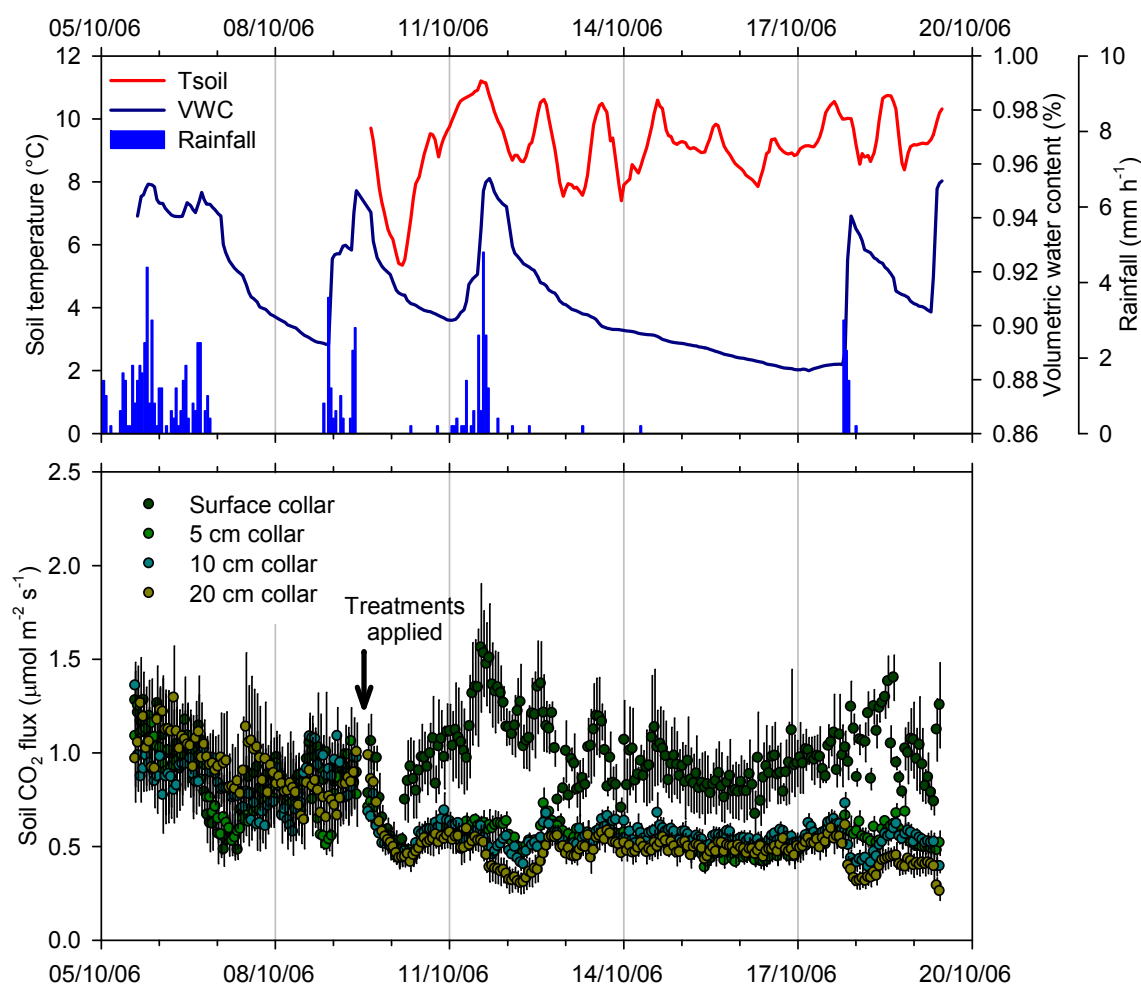 05/10/06 08/10/06 11/10/06 14/10/06 17/10/06 20/10/06
12 1.00 10
Tsoil
VWC
Rainfall
10 0.98 8
0.96
8 0.94 6
6 0.92 4
4 0.90
2 0.88 2
0 0.86 0
Soil temperature (°C)
Volumetric water content (%)
Rainfall (mm h⁻¹)
2.5
Surface collar
5 cm collar
10 cm collar
20 cm collar
2.0
Treatments
applied
1.5
1.0
0.5
0.0
Soil CO₂ flux (μmol m⁻² s⁻¹)
05/10/06 08/10/06 11/10/06 14/10/06 17/10/06 20/10/06